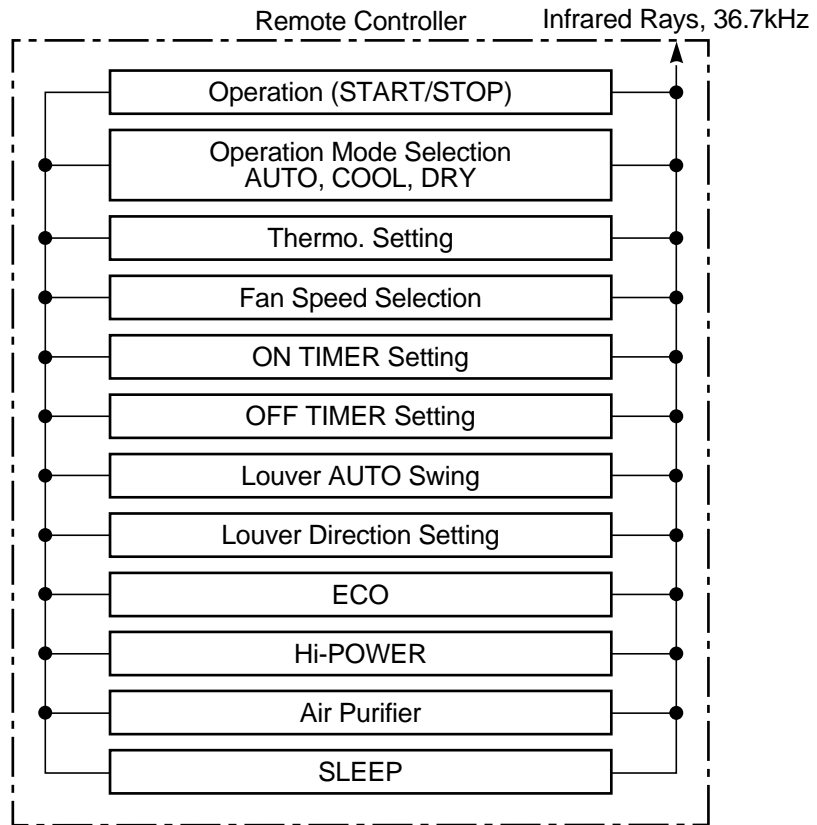 Remote Controller
Infrared Rays, 36.7kHz
Operation (START/STOP)
Operation Mode Selection
AUTO, COOL, DRY
Thermo. Setting
Fan Speed Selection
ON TIMER Setting
OFF TIMER Setting
Louver AUTO Swing
Louver Direction Setting
ECO
Hi-POWER
Air Purifier
SLEEP